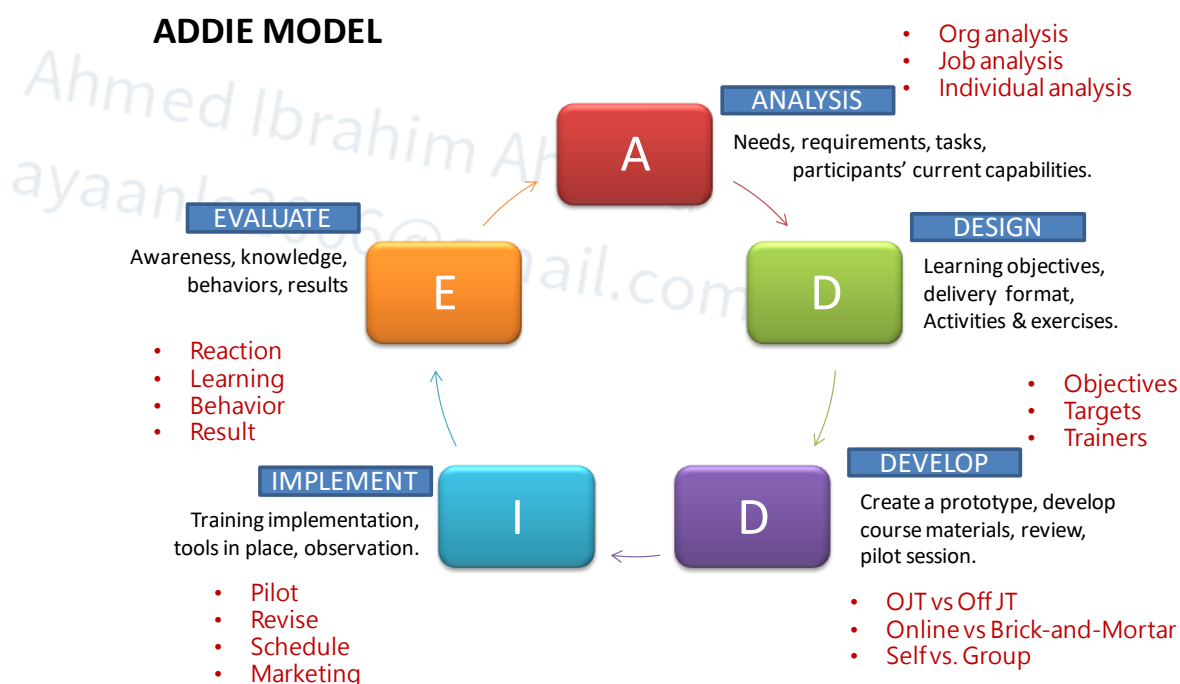 ADDIE MODEL
Ahmed Ibrahim Ah
ayaanle2006@gmail.com
• Org analysis
• Job analysis
• Individual analysis
ANALYSIS
A
Needs, requirements, tasks,
participants’ current capabilities.
DESIGN
D
Learning objectives,
delivery format,
Activities & exercises.
• Objectives
• Targets
• Trainers
DEVELOP
D
Create a prototype, develop
course materials, review,
pilot session.
• OJT vs Off JT
• Online vs Brick-and-Mortar
• Self vs. Group
IMPLEMENT
I
Training implementation,
tools in place, observation.
• Pilot
• Revise
• Schedule
• Marketing
EVALUATE
E
Awareness, knowledge,
behaviors, results
• Reaction
• Learning
• Behavior
• Result